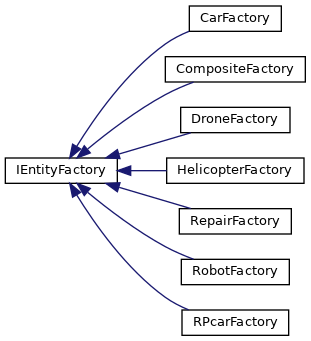 CarFactory
CompositeFactory
DroneFactory
IEntityFactory
HelicopterFactory
RepairFactory
RobotFactory
RPcarFactory